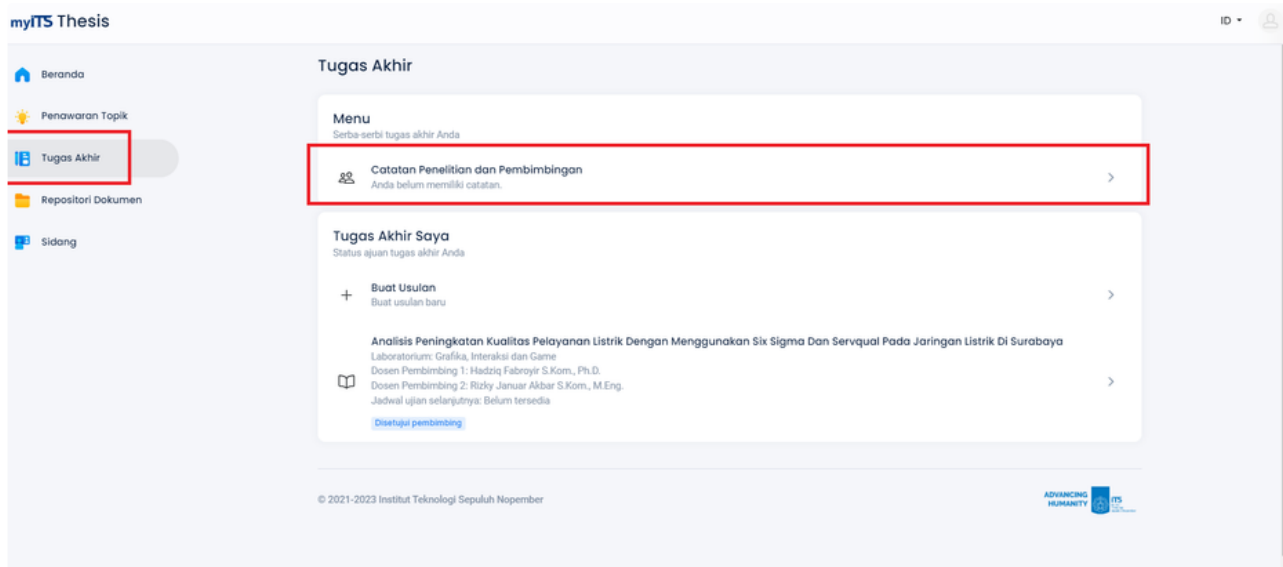 myITS Thesis
ID
Beranda
Penawaran Topik
Tugas Akhir
Repositori Dokumen
Sidang
Tugas Akhir
Menu
Serba-serbi tugas akhir Anda
Catatan Penelitian dan Pembimbingan
Anda belum memiliki catatan.
Tugas Akhir Saya
Status ajuan tugas akhir Anda
Buat Usulan
Buat usulan baru
Analisis Peningkatan Kualitas Pelayanan Listrik Dengan Menggunakan Six Sigma Dan Servqual Pada Jaringan Listrik Di Surabaya
Laboratorium: Grafika, Interaksi dan Game
Dosen Pembimbing 1: Hadziq Fabroyir S.Kom., Ph.D.
Dosen Pembimbing 2: Rizky Januar Akbar S.Kom., M.Eng.
Jadwal ujian selanjutnya: Belum tersedia
Disetujui pembimbing
© 2021-2023 Institut Teknologi Sepuluh Nopember
ADVANCING
HUMANITY
ITS